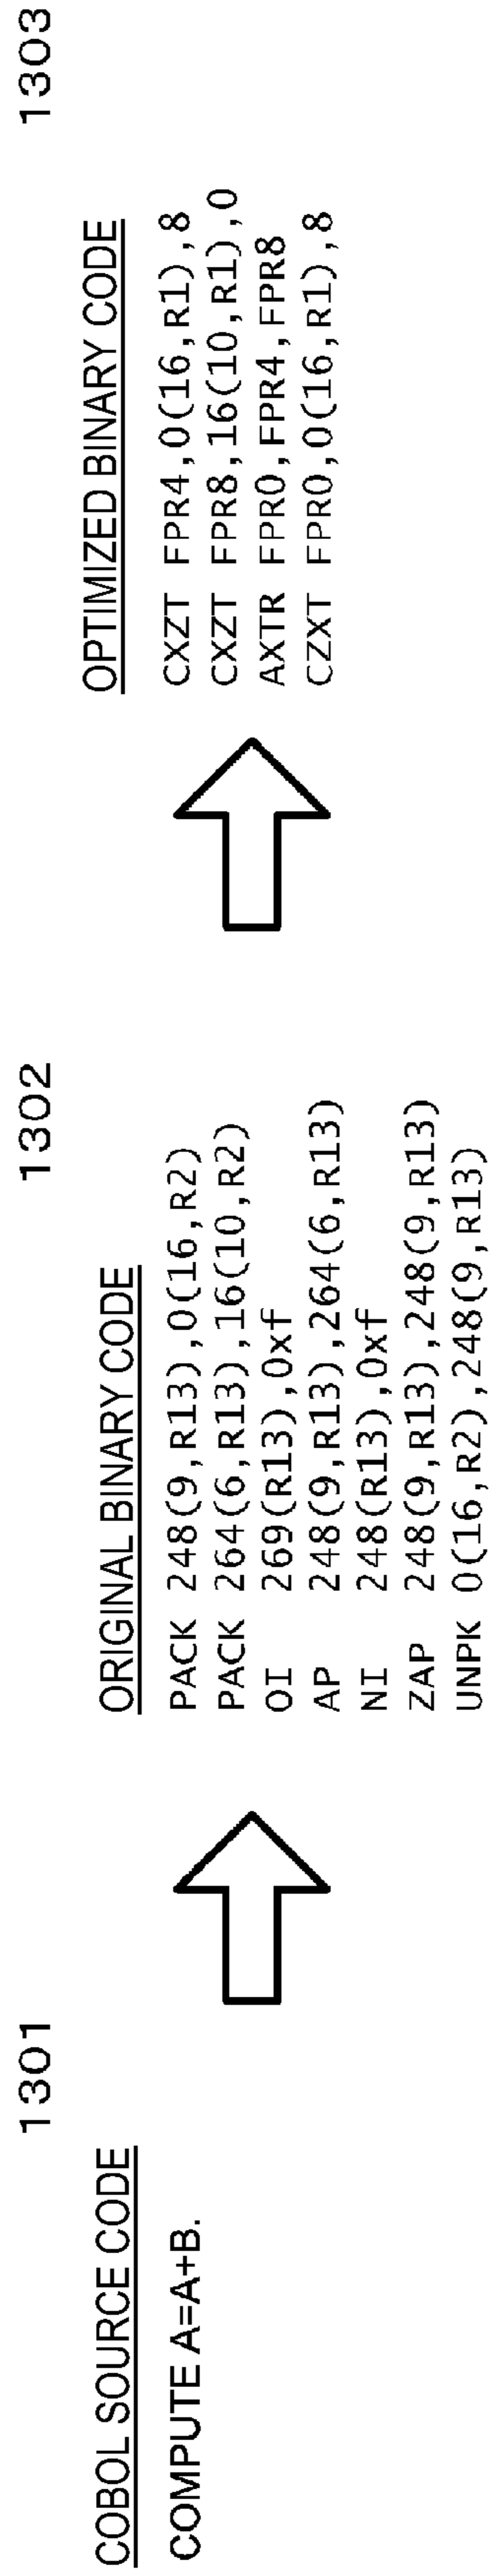 1301
COBOL SOURCE CODE
COMPUTE A=A+B.
1302
ORIGINAL BINARY CODE
PACK 248(9,R13),0(16,R2)
PACK 264(6,R13),16(10,R2)
OI 269(R13),0xf
AP 248(9,R13),264(6,R13)
NI 248(R13),0xf
ZAP 248(9,R13),248(9,R13)
UNPK 0(16,R2),248(9,R13)
1303
OPTIMIZED BINARY CODE
CXZT FPR4,0(16,R1),8
CXZT FPR8,16(10,R1),0
AXTR FPR0,FPR4,FPR8
CZXT FPR0,0(16,R1),8